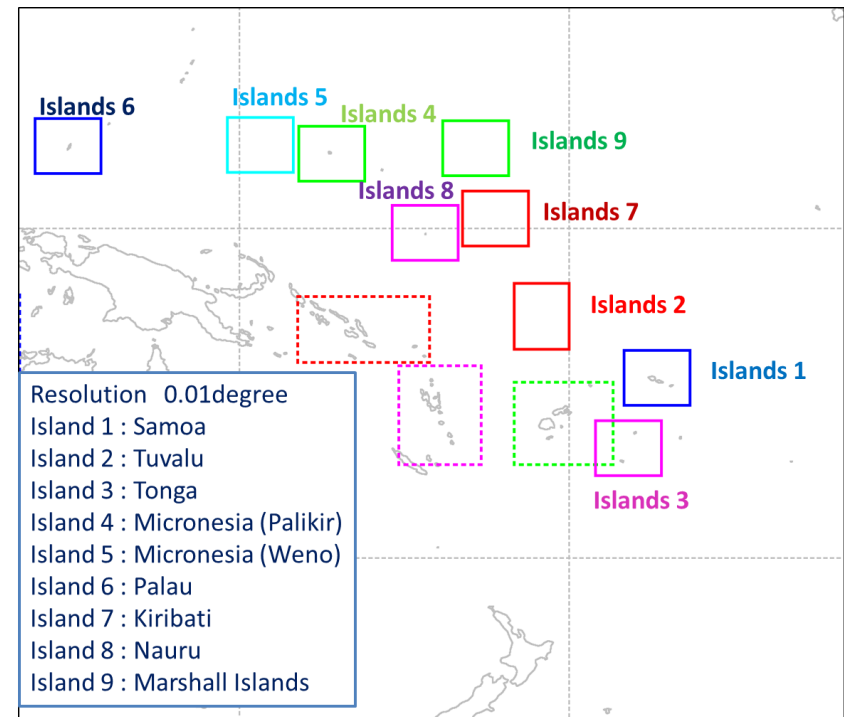 Islands 6
Islands 5
Islands 4
Islands 9
Islands 8
Islands 7
Islands 2
Islands 1
Islands 3
Resolution 0.01degree
Island 1 : Samoa
Island 2 : Tuvalu
Island 3 : Tonga
Island 4 : Micronesia (Palikir)
Island 5 : Micronesia (Weno)
Island 6 : Palau
Island 7 : Kiribati
Island 8 : Nauru
Island 9 : Marshall Islands